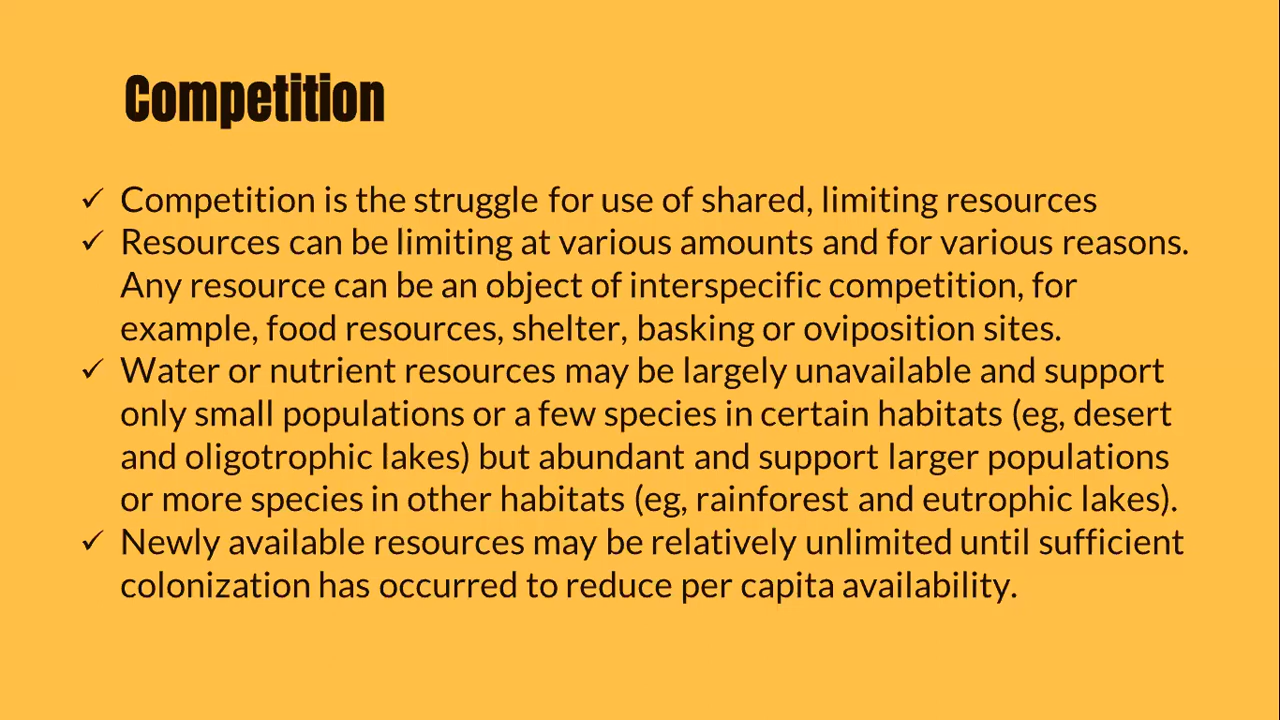 Competition
✓ Competition is the struggle for use of shared, limiting resources
✓ Resources can be limiting at various amounts and for various reasons.
Any resource can be an object of interspecific competition, for
example, food resources, shelter, basking or oviposition sites.
✓ Water or nutrient resources may be largely unavailable and support
only small populations or a few species in certain habitats (eg, desert
and oligotrophic lakes) but abundant and support larger populations
or more species in other habitats (eg, rainforest and eutrophic lakes).
✓ Newly available resources may be relatively unlimited until sufficient
colonization has occurred to reduce per capita availability.